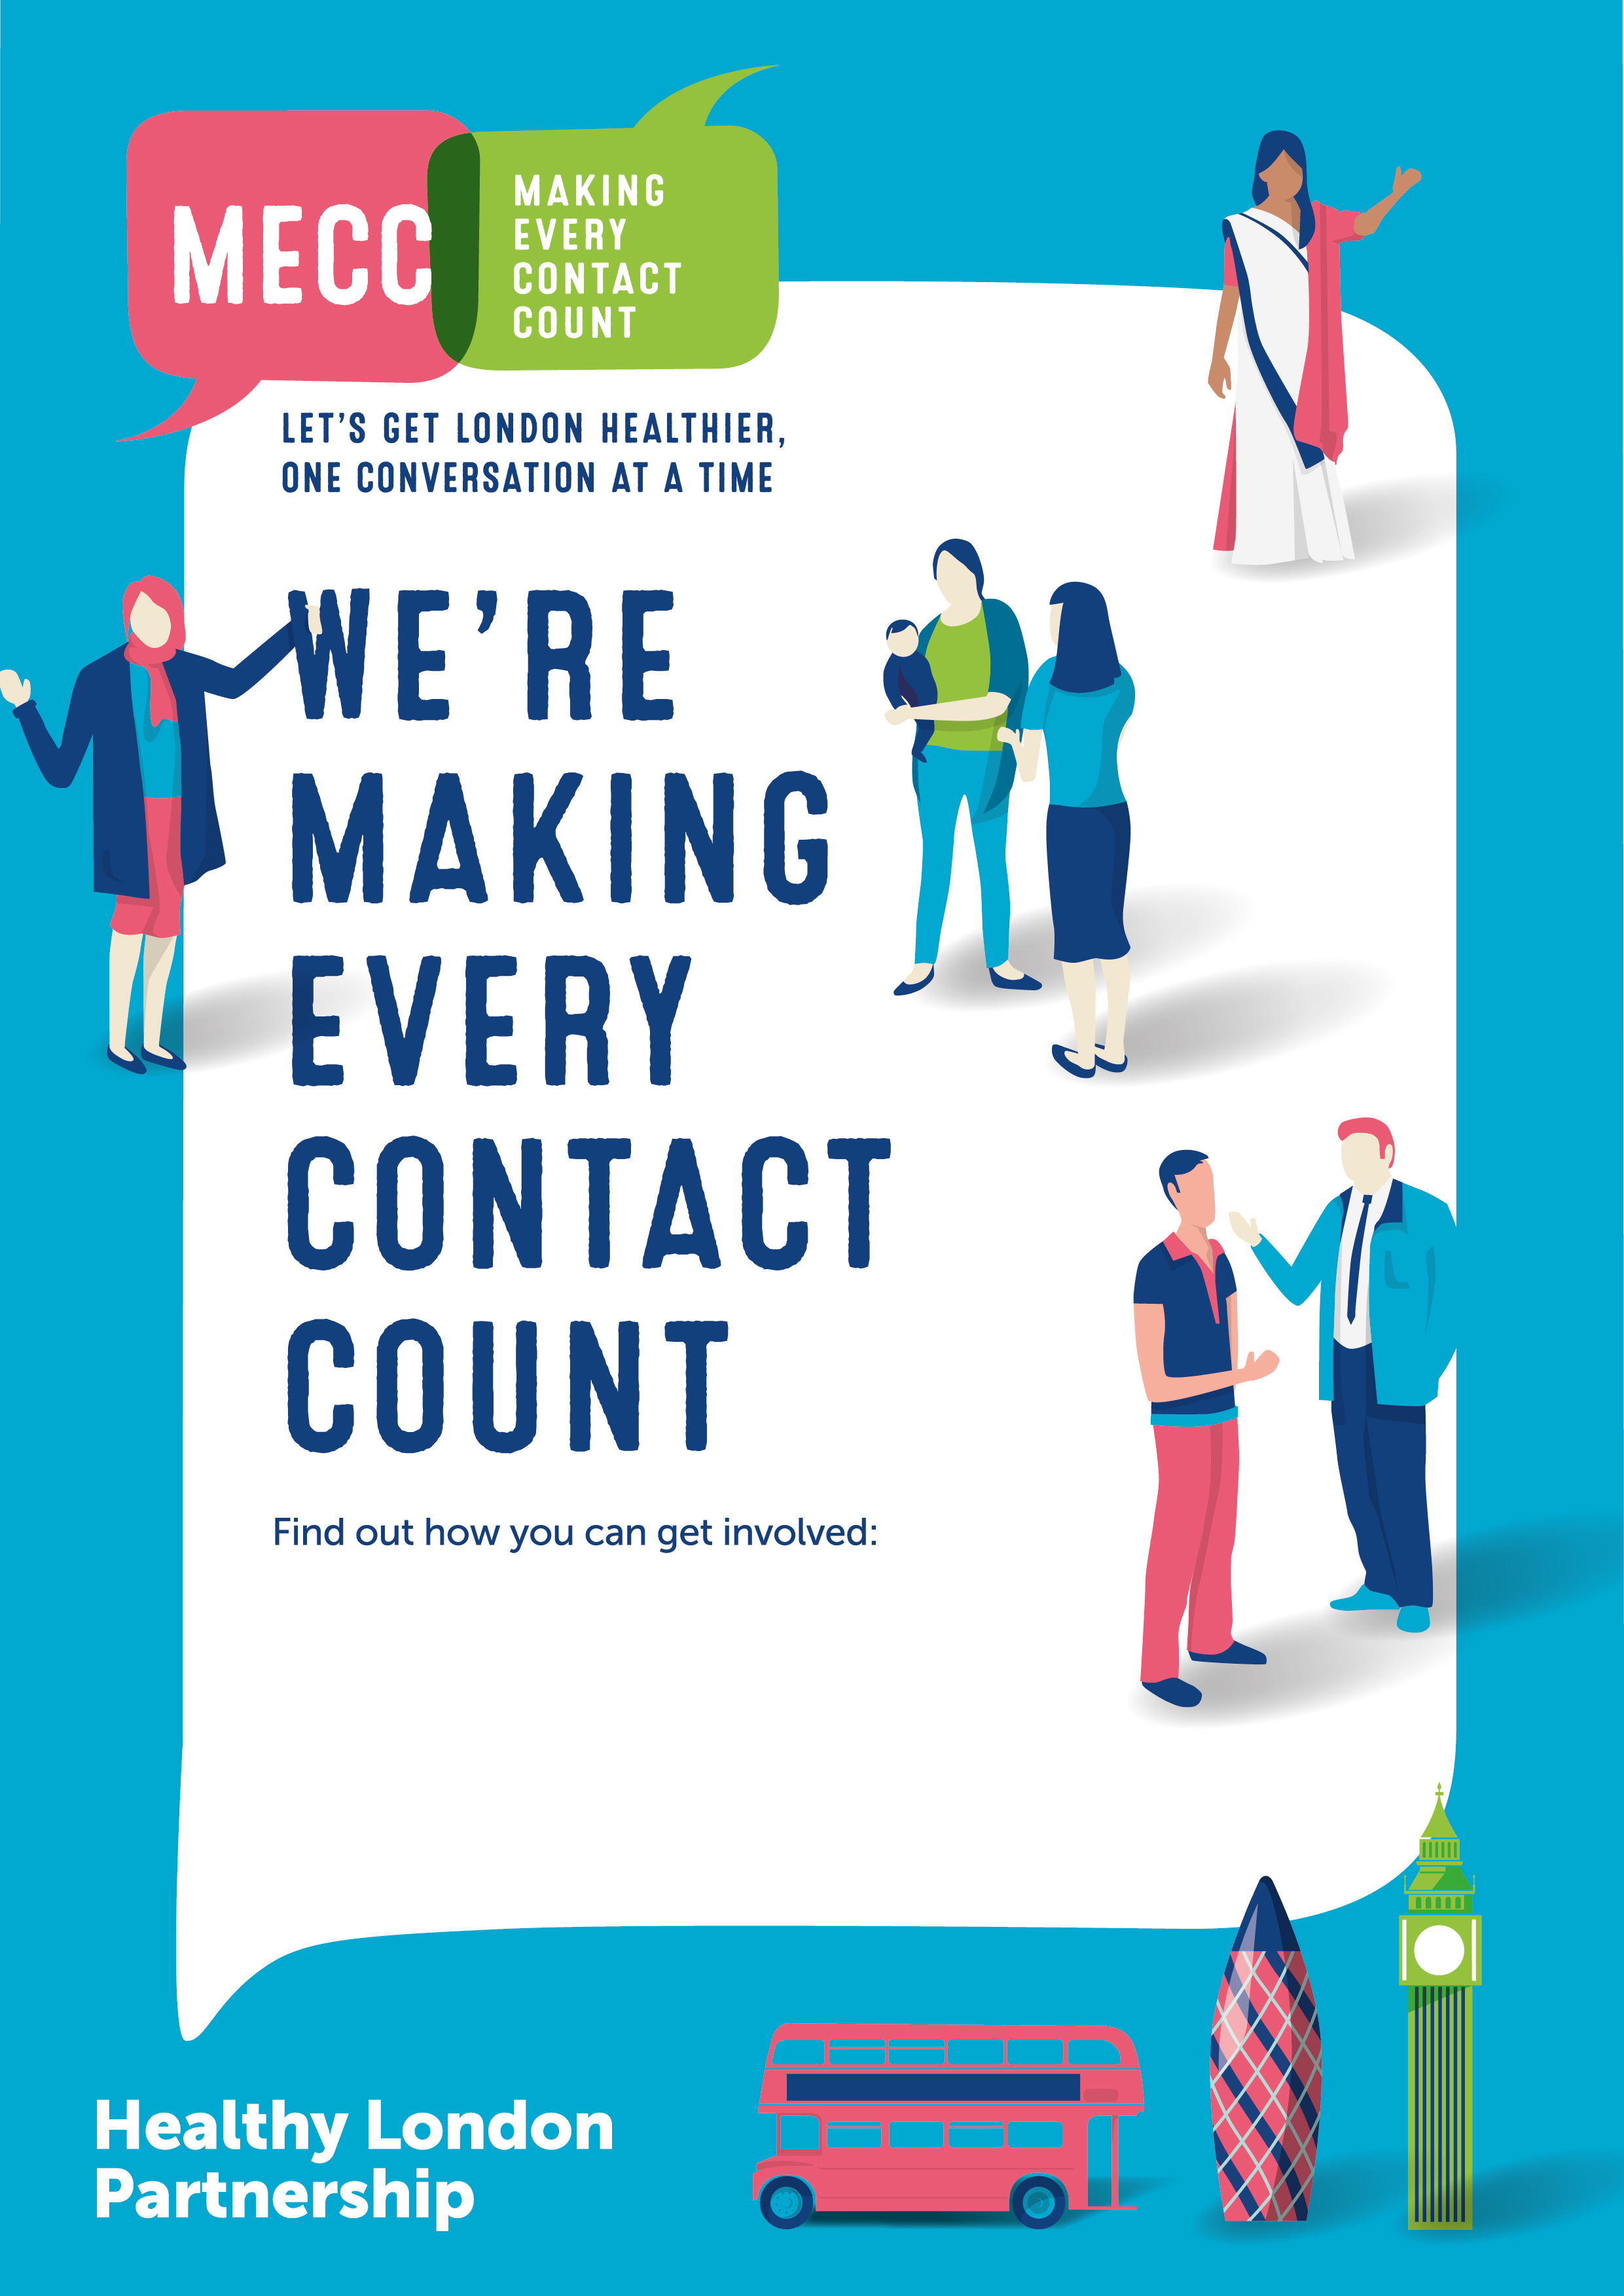 MECC
MAKING
EVERY
CONTACT
COUNT
LET'S GET LONDON HEALTHIER,
ONE CONVERSATION AT A TIME
WE'RE
MAKING
EVERY
CONTACT
COUNT
Find out how you can get involved:
Healthy London
Partnership